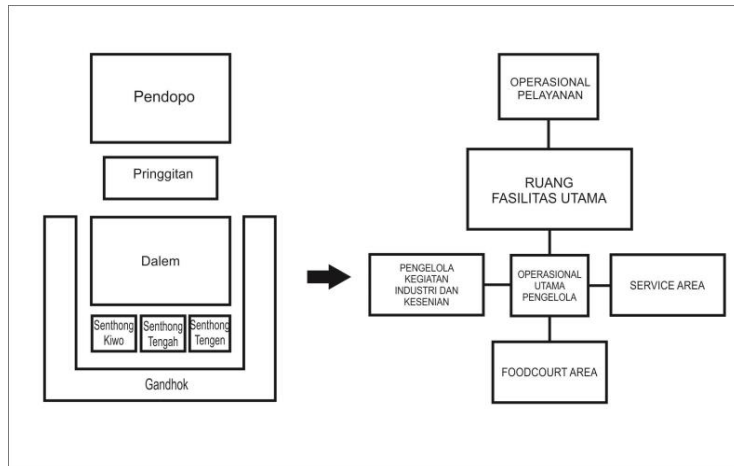 Pendopo
Pringgitan
Dalem
Senthong
Kiwo
Senthong
Tengah
Senthong
Tengen
Gandhok
OPERASIONAL
PELAYANAN
RUANG
FASILITAS UTAMA
PENGELOLA
KEGIATAN
INDUSTRI DAN
KESENIAN
OPERASIONAL
UTAMA
PENGELOLA
SERVICE AREA
FOODCOURT AREA